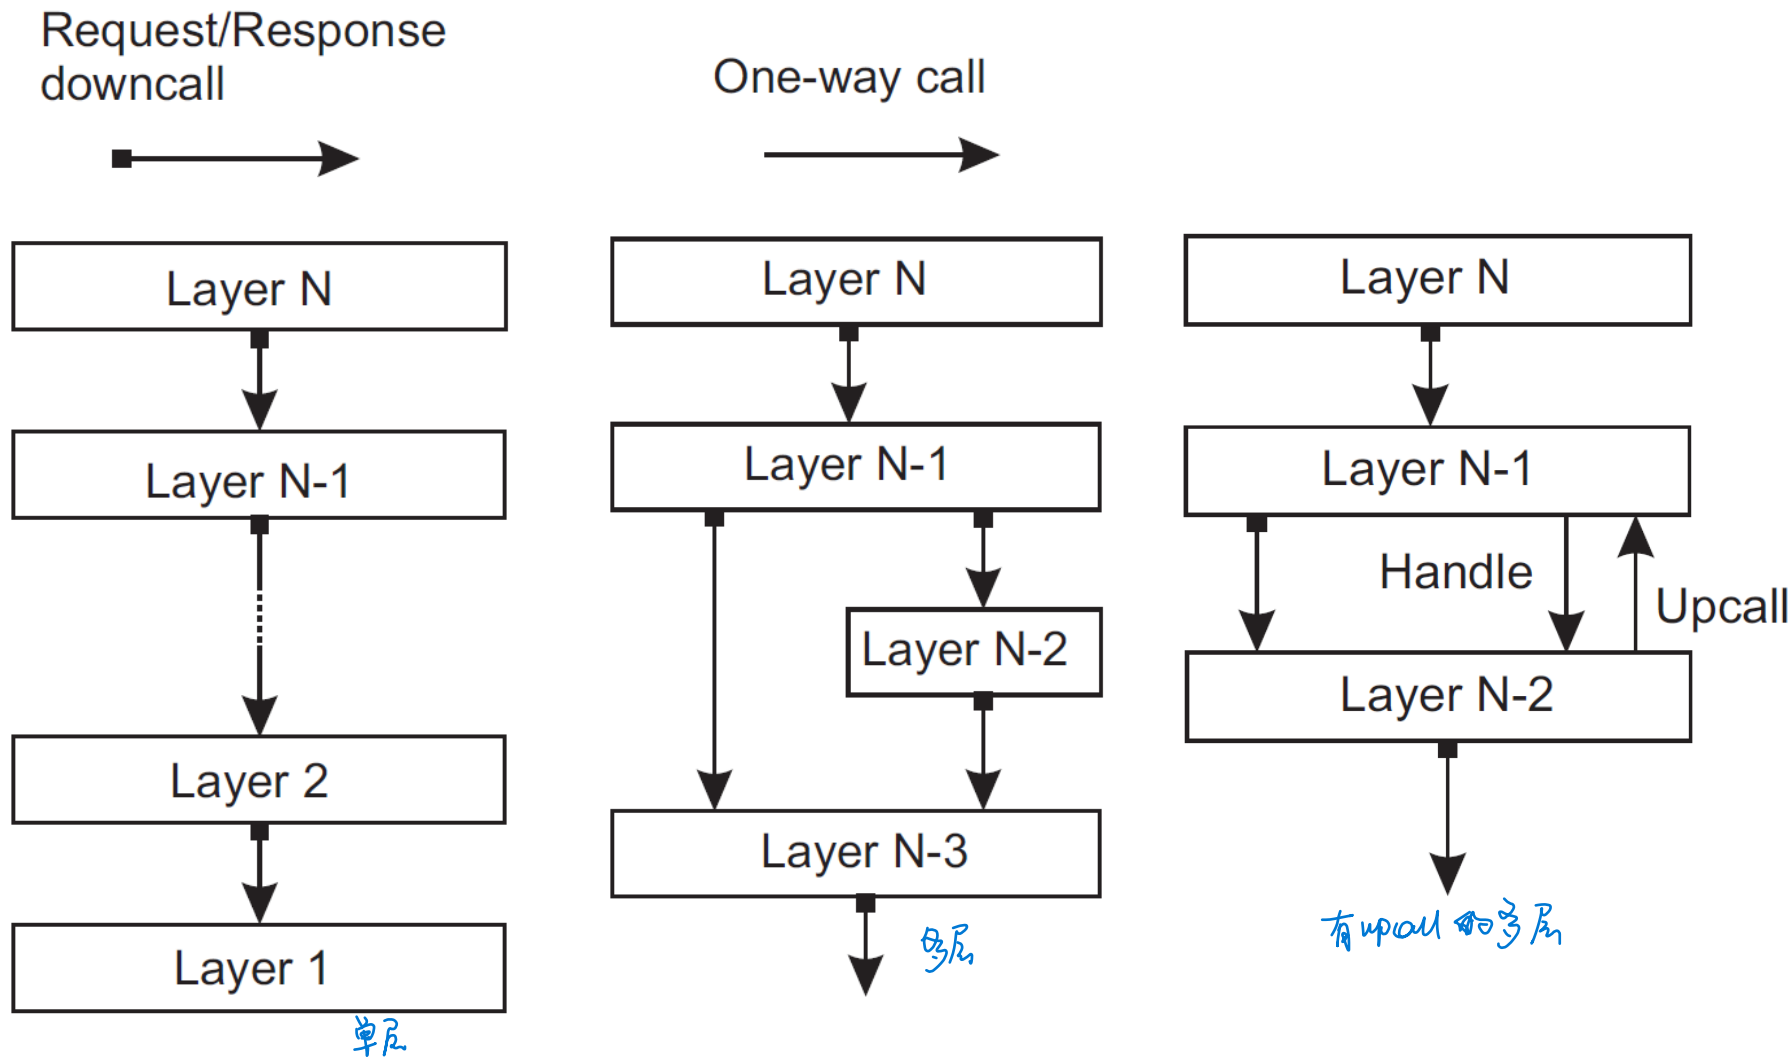 Request/Response
downcall
One-way call
Layer N
Layer N-1
Layer 2
Layer 1
单层
Layer N
Layer N-1
Layer N-2
Layer N-3
多层
Layer N
Layer N-1
Handle
Upcall
Layer N-2
有upcall的多层